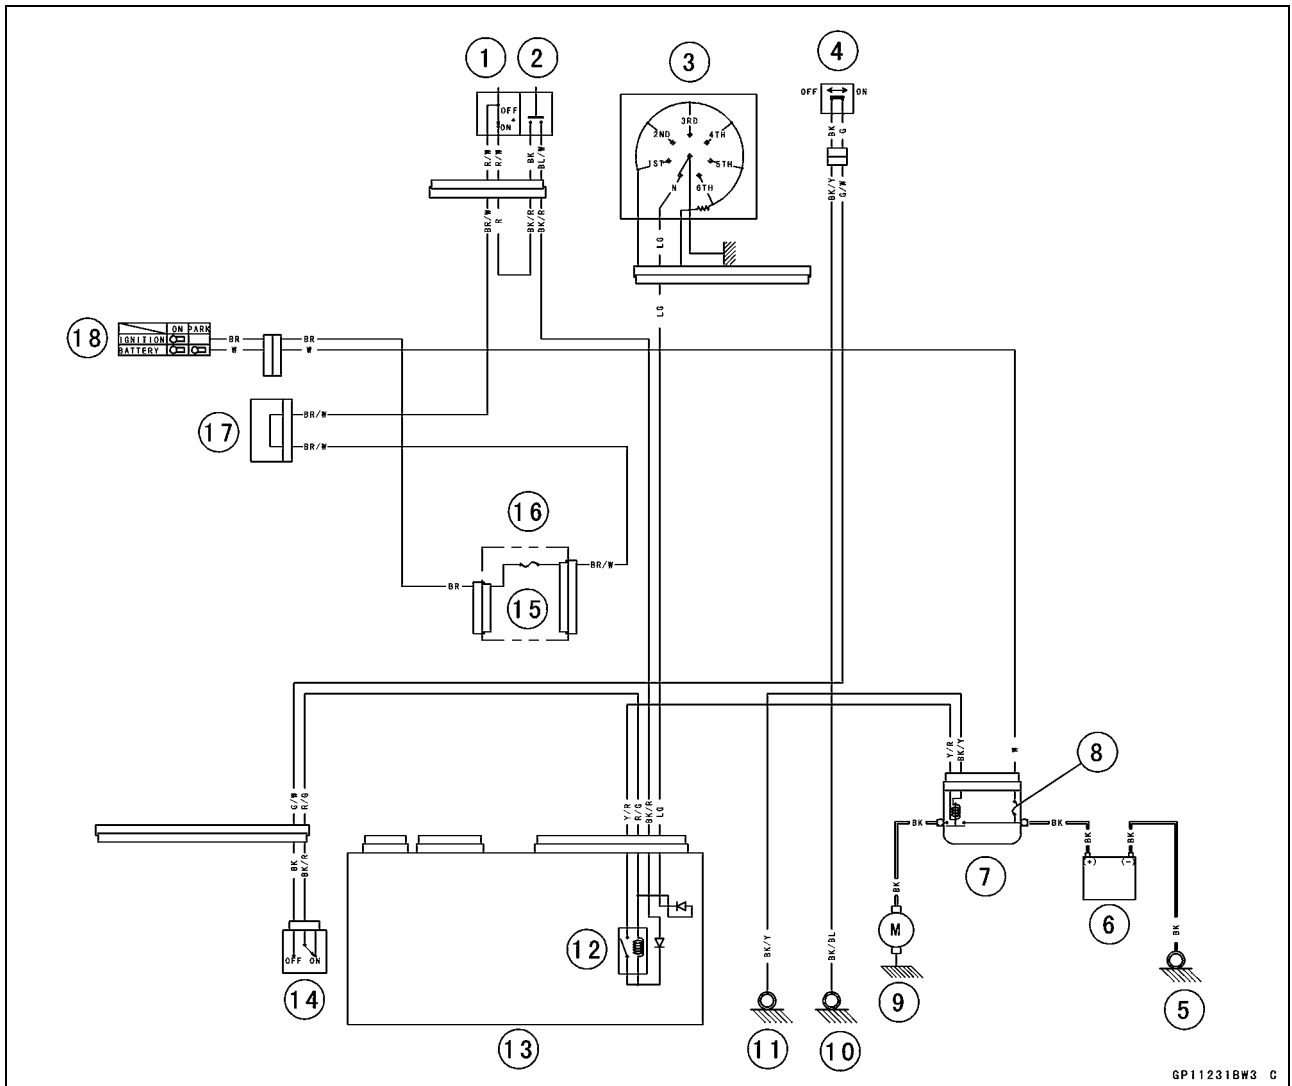 1 2 3 4
OFF ON
OFF
ON *
3RD
2ND 4TH
1ST 5TH
N 6TH
R/W R/W BK BL/W
BK G
BR/W R BK/R BK/R
BK/Y G/W
LG
LG
18
ON PARK
IGNITION
BATTERY
BR BR
W W
17
BR/W
BR/W
16
BR BR/W
15
Y/R BK/Y W
8
G/W R/G
Y/R R/G BK/R LG
BK BK/R
BK BK
BK BK
(+) (-)
7
6
BK
M
BK
12
OFF ON
14
BK/Y BK/BL
9
5
13
11
10
GP11231BW3 C